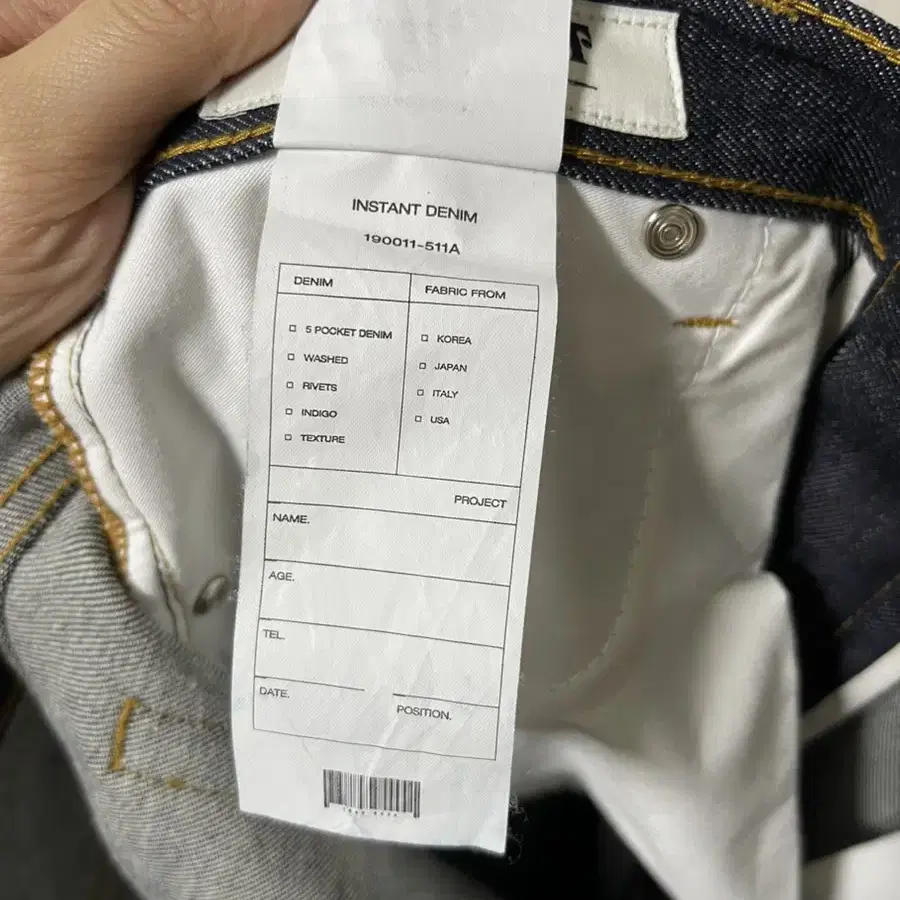 INSTANT DENIM
190011-511A
DENIM
FABRIC FROM
5 POCKET DENIM
WASHED
RIVETS
INDIGO
TEXTURE
KOREA
JAPAN
ITALY
USA
PROJECT
NAME.
AGE.
TEL.
DATE.
POSITION.